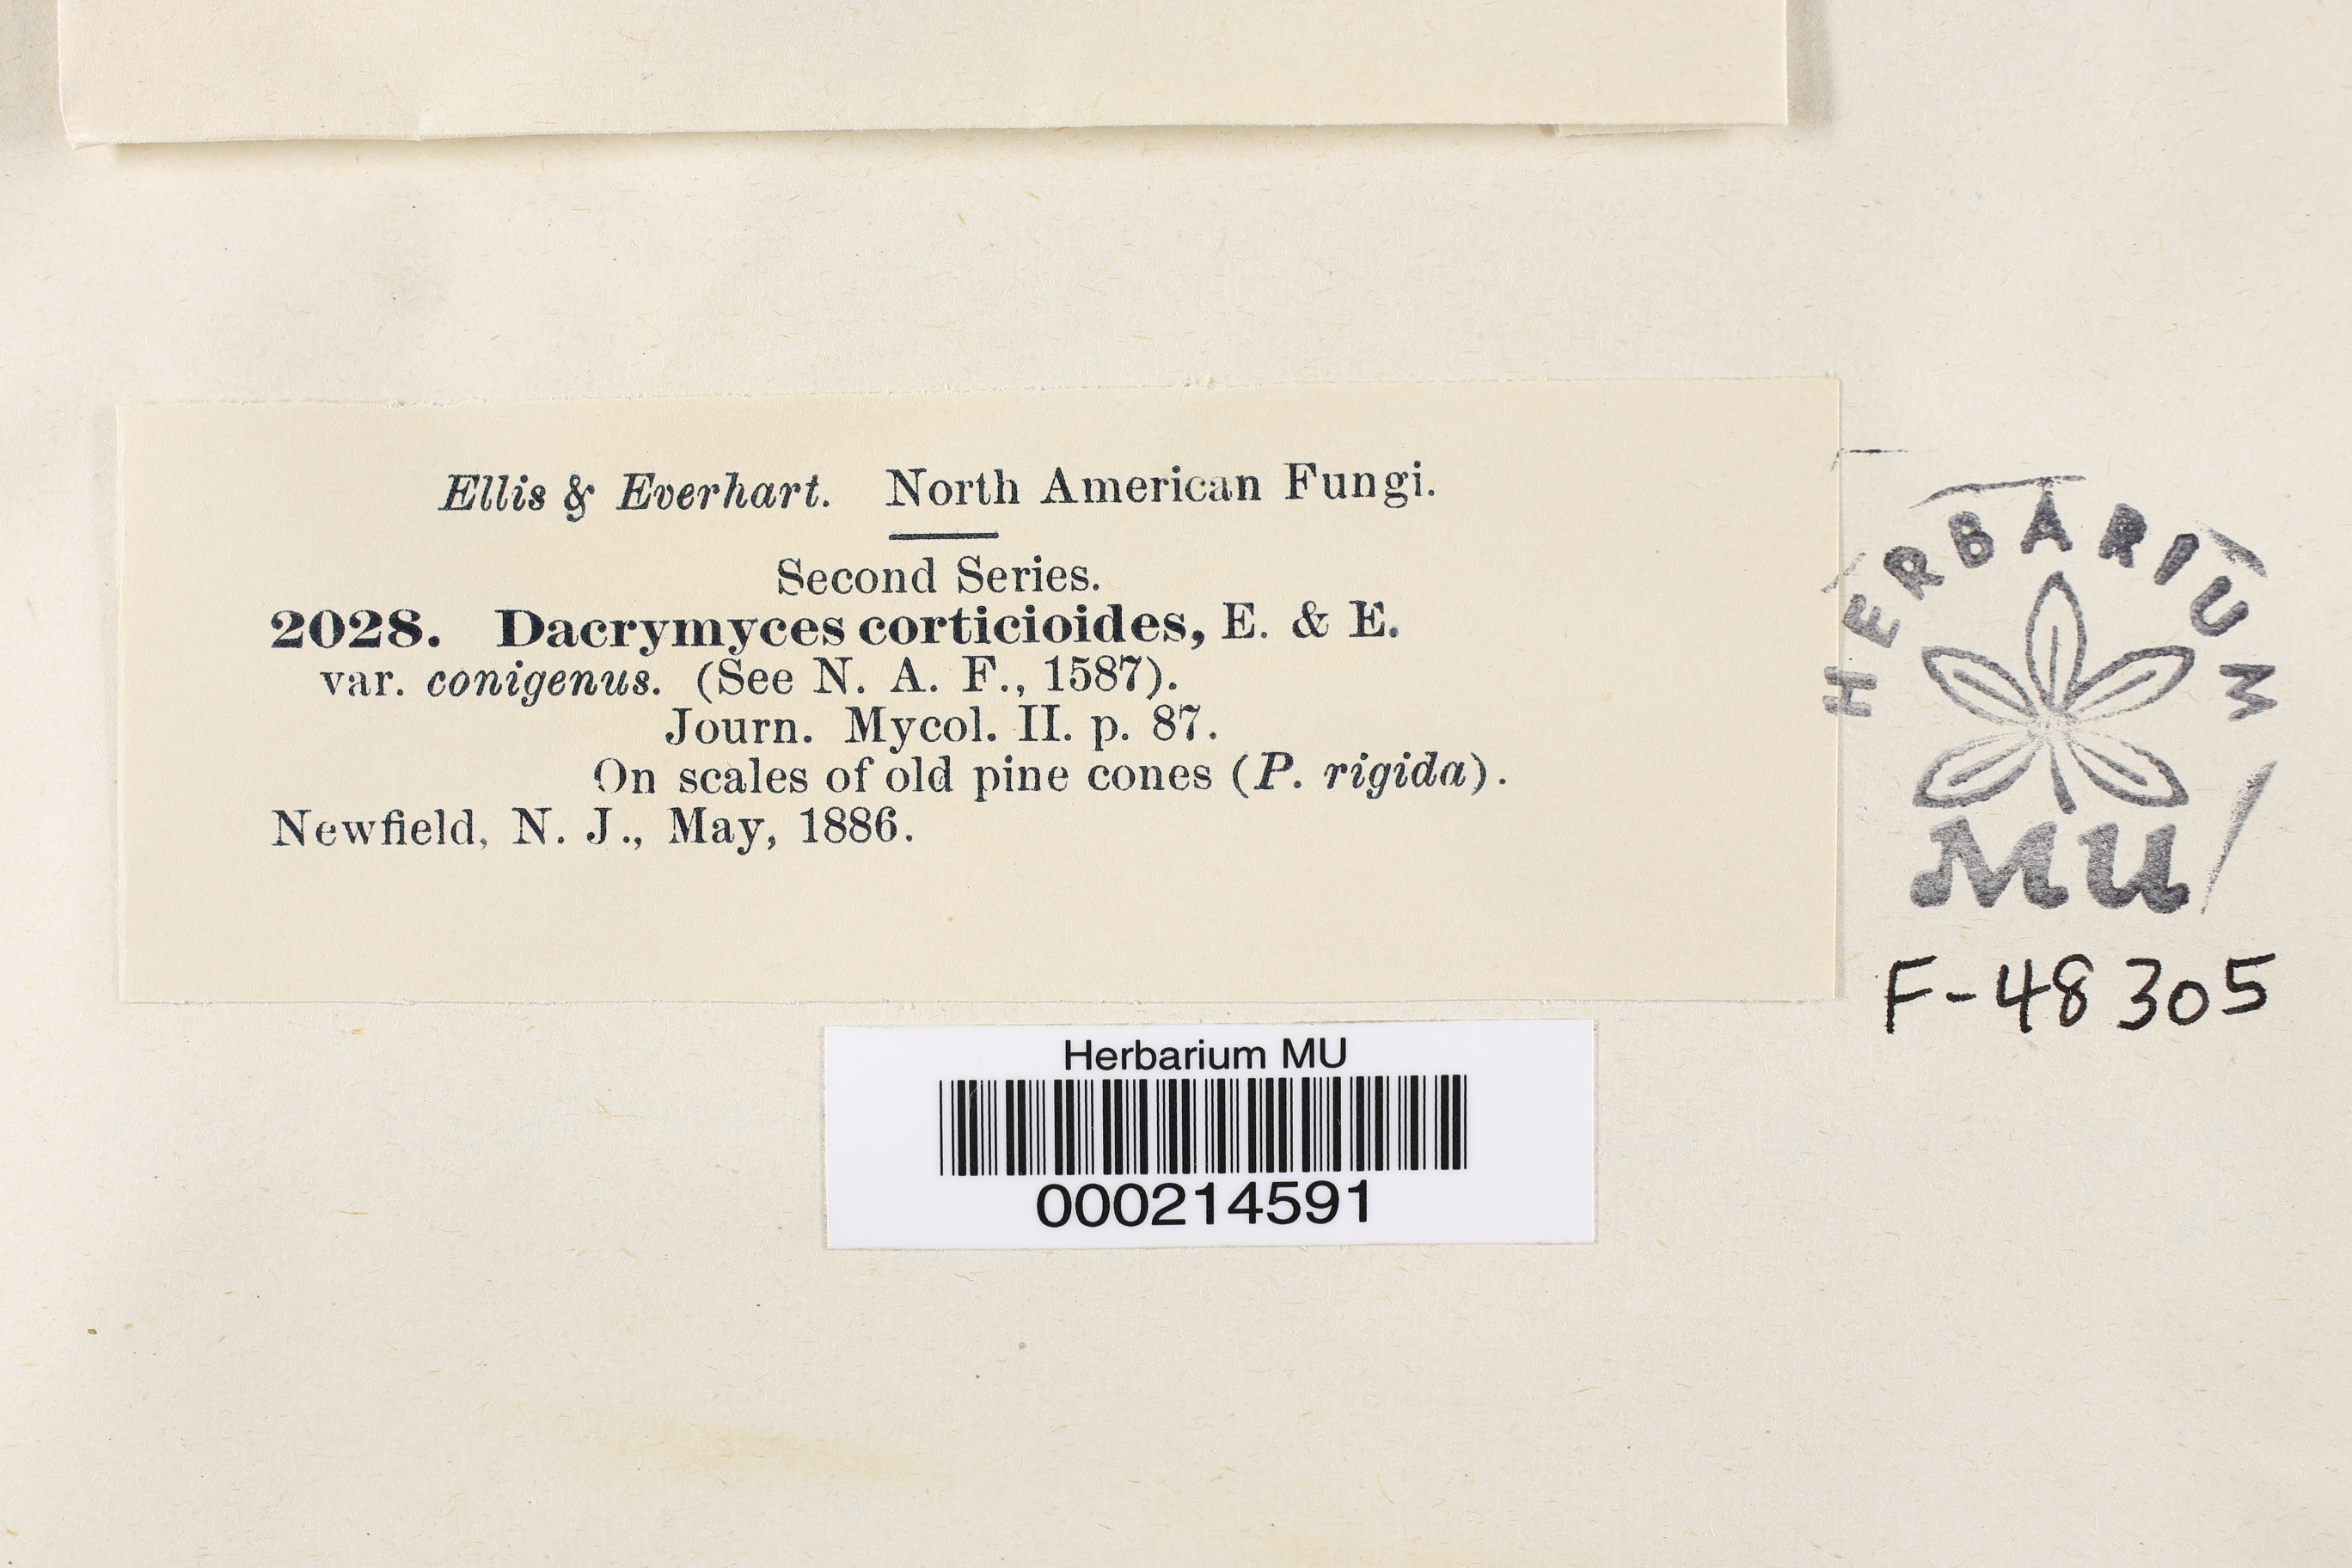 Ellis & Everhart. North American Fungi.
Second Series.
2028. Dacrymyces corticioides, E. & E.
var. conigenus. (See N. A. F., 1587).
Journ. Mycol. II. p. 87.
On scales of old pine cones (P. rigida).
Newfield, N. J., May, 1886.
HERBARIUM
MU
F-48305
Herbarium MU
000214591